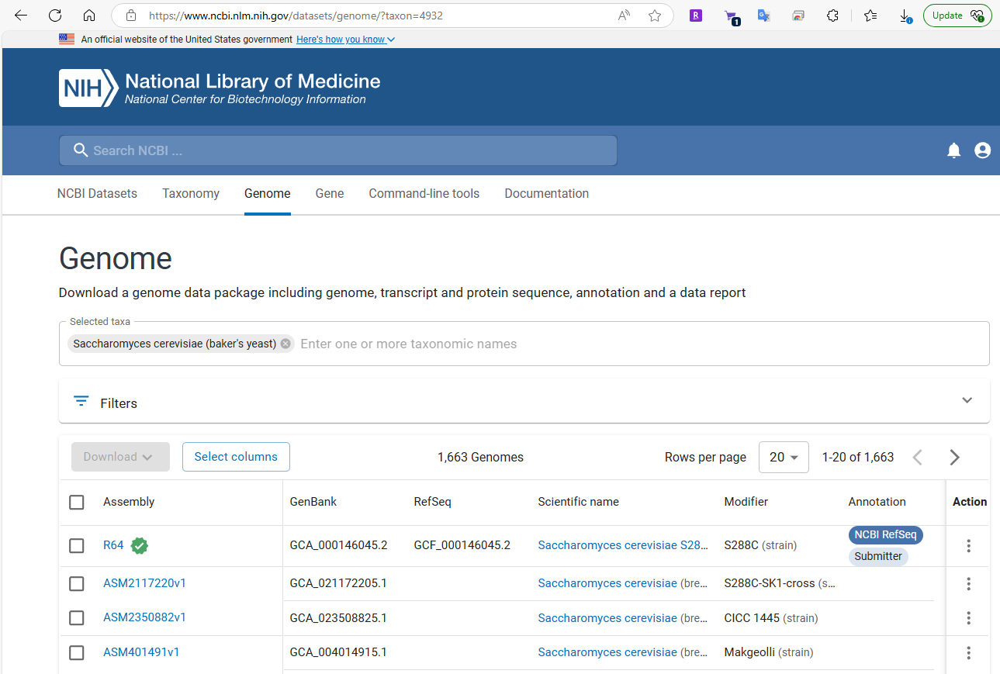 https://www.ncbi.nlm.nih.gov/datasets/genome/?taxon=4932
A
R
1
Update
An official website of the United States government Here's how you know
NIH
National Library of Medicine
National Center for Biotechnology Information
Search NCBI ...
NCBI Datasets Taxonomy Genome Gene Command-line tools Documentation
Genome
Download a genome data package including genome, transcript and protein sequence, annotation and a data report
Selected taxa
Saccharomyces cerevisiae (baker's yeast) Enter one or more taxonomic names
Filters
Download Select columns 1,663 Genomes Rows per page 20 1-20 of 1,663
Assembly GenBank RefSeq Scientific name Modifier Annotation Action
R64 GCA_000146045.2 GCF_000146045.2 Saccharomyces cerevisiae S28... S288C (strain) NCBI RefSeq
Submitter
ASM2117220v1 GCA_021172205.1 Saccharomyces cerevisiae (bre... S288C-SK1-cross (s...
ASM2350882v1 GCA_023508825.1 Saccharomyces cerevisiae (bre... CICC 1445 (strain)
ASM401491v1 GCA_004014915.1 Saccharomyces cerevisiae (bre... Makgeolli (strain)